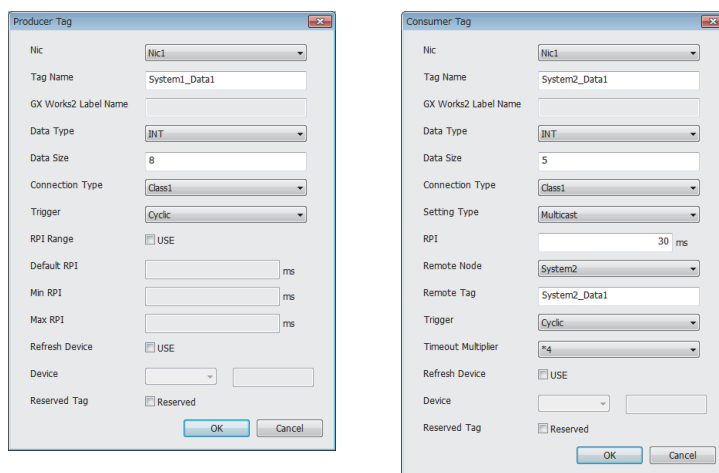 Producer Tag
Nic Nic1
Tag Name System1_Data1
GX Works2 Label Name
Data Type INT
Data Size 8
Connection Type Class1
Trigger Cyclic
RPI Range USE
Default RPI ms
Min RPI ms
Max RPI ms
Refresh Device USE
Device
Reserved Tag Reserved
OK Cancel
Consumer Tag
Nic Nic1
Tag Name System2_Data1
GX Works2 Label Name
Data Type INT
Data Size 5
Connection Type Class1
Setting Type Multicast
RPI 30 ms
Remote Node System2
Remote Tag System2_Data1
Trigger Cyclic
Timeout Multiplier *4
Refresh Device USE
Device
Reserved Tag Reserved
OK Cancel